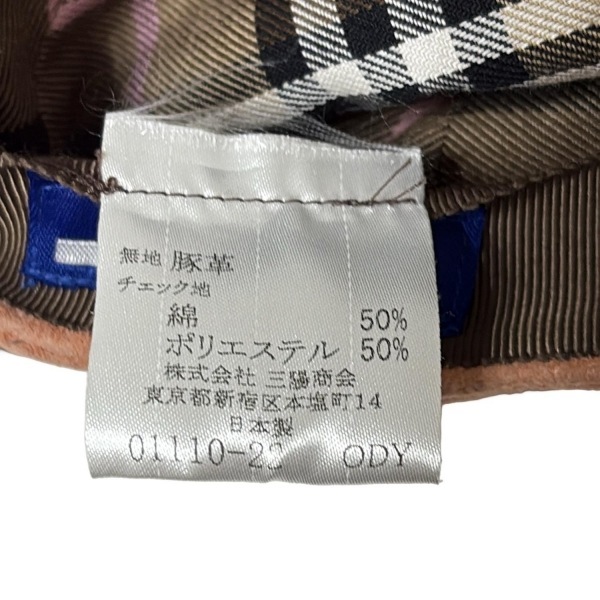 無地 豚革
チェック地
綿 50%
ポリエステル 50%
株式会社 三陽商会
東京都新宿区本塩町14
日本製
ODY